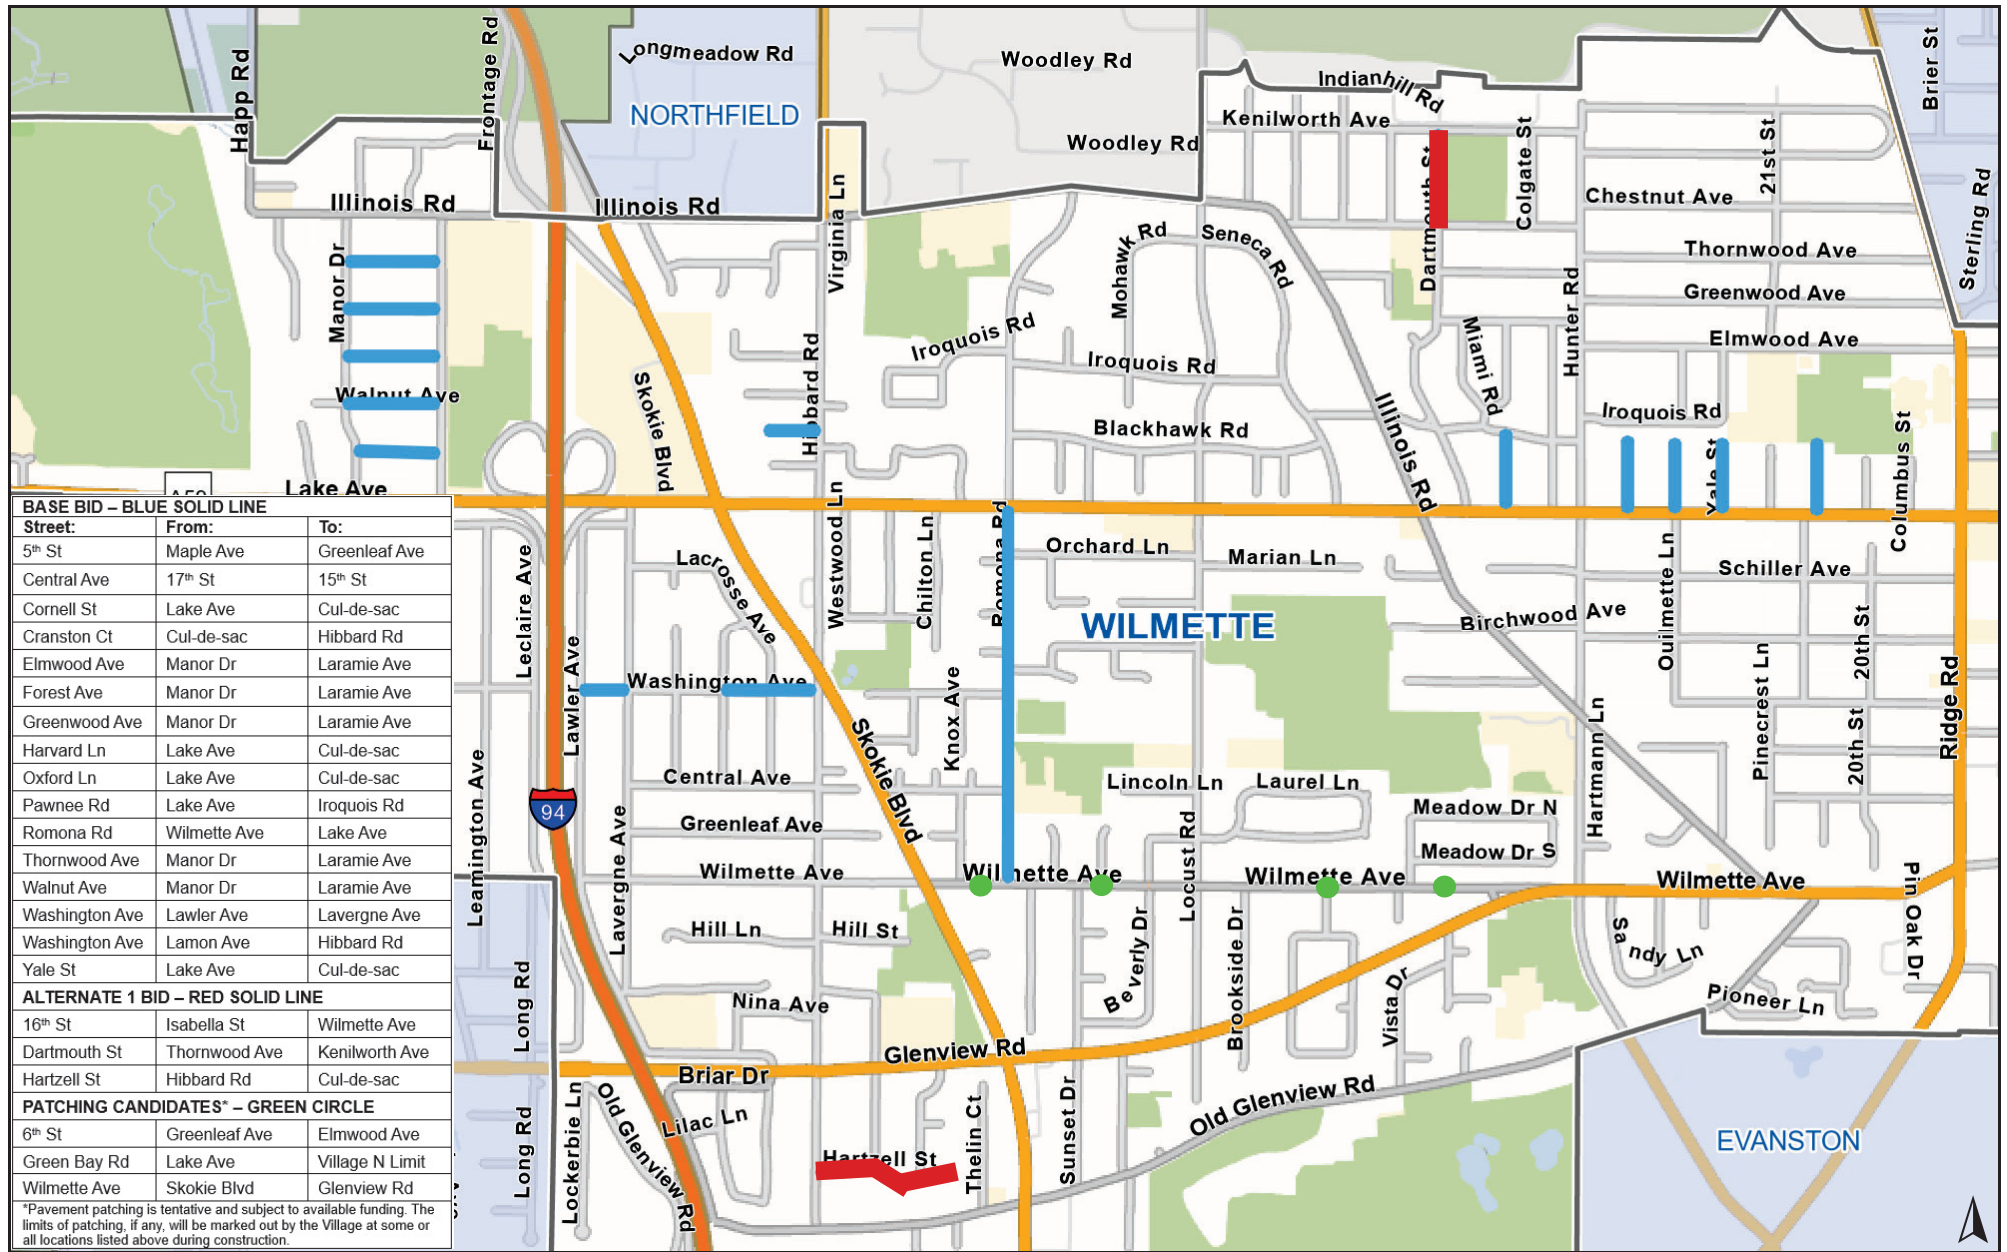 Happ Rd
Frontage Rd
Longmeadow Rd
NORTHFIELD
Woodley Rd
Woodley Rd
Indianhill Rd
Kenilworth Ave
Brier St
Dartmouth St
Colgate St
21st St
Chestnut Ave
Sterling Rd
Illinois Rd
Illinois Rd
Virginia Ln
Mohawk Rd
Seneca Rd
Thornwood Ave
Manor Dr
Greenwood Ave
Hunter Rd
Elmwood Ave
Iroquois Rd
Iroquois Rd
Miami Rd
Hibbard Rd
Skokie Blvd
Walnut Ave
Illinois Rd
Iroquois Rd
Blackhawk Rd
Yale St
Columbus St
Lake Ave
Westwood Ln
Chilton Ln
Romona Rd
Orchard Ln
Marian Ln
Leclaire Ave
Lacrosse Ave
Schiller Ave
Ouilmette Ln
Birchwood Ave
WILMETTE
20th St
Lawler Ave
Washington Ave
Knox Ave
Pinecrest Ln
Ridge Rd
Skokie Blvd
Hartmann Ln
20th St
Leamington Ave
Central Ave
Lincoln Ln
Laurel Ln
94
Meadow Dr N
Greenleaf Ave
Locust Rd
Meadow Dr S
Lavergne Ave
Wilmette Ave
Wilmette Ave
Wilmette Ave
Wilmette Ave
Pin Oak Dr
Hill Ln
Hill St
Beverly Dr
Brookside Dr
Sandy Ln
Long Rd
Nina Ave
Vista Dr
Pioneer Ln
Glenview Rd
Briar Dr
Old Glenview Rd
Lockerbie Ln
Old Glenview Rd
Lilac Ln
Long Rd
Hartzell St
Thelin Ct
Sunset Dr
EVANSTON
BASE BID – BLUE SOLID LINE
Street: From: To:
5th St Maple Ave Greenleaf Ave
Central Ave 17th St 15th St
Cornell St Lake Ave Cul-de-sac
Cranston Ct Cul-de-sac Hibbard Rd
Elmwood Ave Manor Dr Laramie Ave
Forest Ave Manor Dr Laramie Ave
Greenwood Ave Manor Dr Laramie Ave
Harvard Ln Lake Ave Cul-de-sac
Oxford Ln Lake Ave Cul-de-sac
Pawnee Rd Lake Ave Iroquois Rd
Romona Rd Wilmette Ave Lake Ave
Thornwood Ave Manor Dr Laramie Ave
Walnut Ave Manor Dr Laramie Ave
Washington Ave Lawler Ave Lavergne Ave
Washington Ave Lamon Ave Hibbard Rd
Yale St Lake Ave Cul-de-sac
ALTERNATE 1 BID – RED SOLID LINE
16th St Isabella St Wilmette Ave
Dartmouth St Thornwood Ave Kenilworth Ave
Hartzell St Hibbard Rd Cul-de-sac
PATCHING CANDIDATES* – GREEN CIRCLE
6th St Greenleaf Ave Elmwood Ave
Green Bay Rd Lake Ave Village N Limit
Wilmette Ave Skokie Blvd Glenview Rd
*Pavement patching is tentative and subject to available funding. The
limits of patching, if any, will be marked out by the Village at some or
all locations listed above during construction.